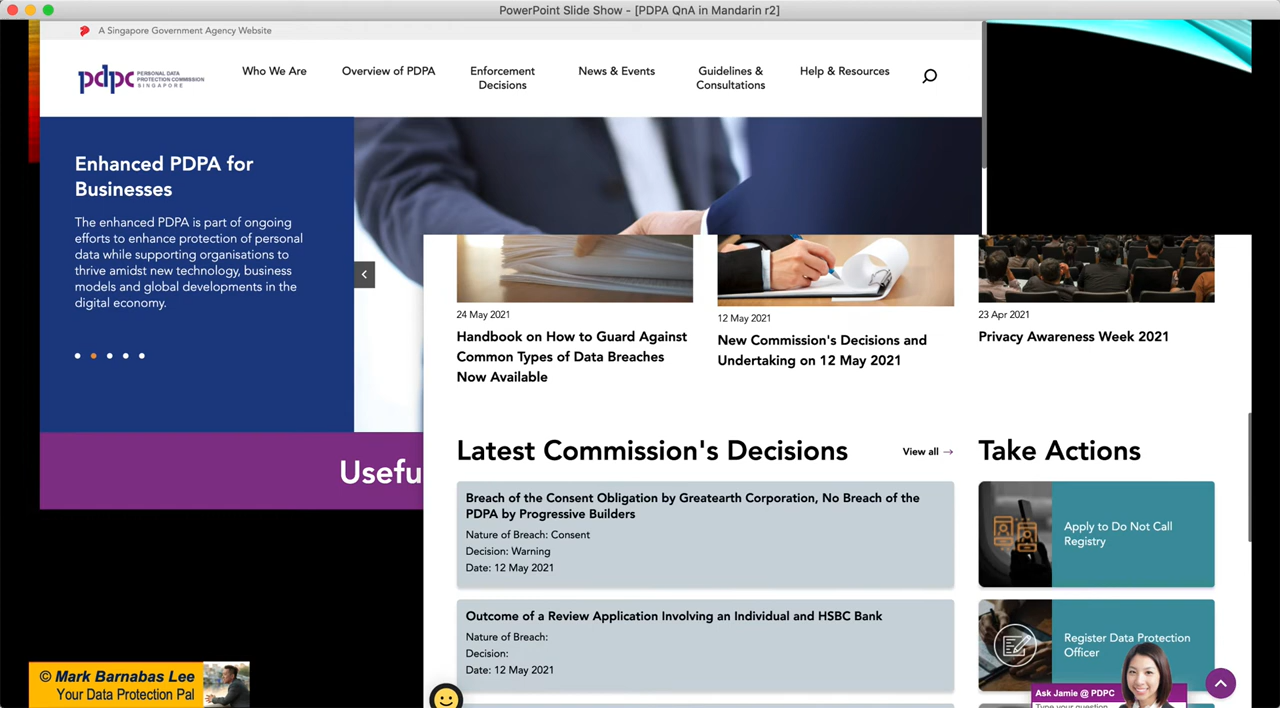 PowerPoint Slide Show - [PDPA QnA in Mandarin r2]
A Singapore Government Agency Website
pdpc PERSONAL DATA
PROTECTION COMMISSION
SINGAPORE
Who We Are
Overview of PDPA
Enforcement
Decisions
News & Events
Guidelines &
Consultations
Help & Resources
Enhanced PDPA for
Businesses
The enhanced PDPA is part of ongoing
efforts to enhance protection of personal
data while supporting organisations to
thrive amidst new technology, business
models and global developments in the
digital economy.
Usefu
24 May 2021
Handbook on How to Guard Against
Common Types of Data Breaches
Now Available
12 May 2021
New Commission's Decisions and
Undertaking on 12 May 2021
23 Apr 2021
Privacy Awareness Week 2021
Latest Commission's Decisions
View all →
Breach of the Consent Obligation by Greatearth Corporation, No Breach of the
PDPA by Progressive Builders
Nature of Breach: Consent
Decision: Warning
Date: 12 May 2021
Outcome of a Review Application Involving an Individual and HSBC Bank
Nature of Breach:
Decision:
Date: 12 May 2021
Take Actions
Apply to Do Not Call
Registry
Register Data Protection
Officer
Ask Jamie @ PDPC
Type your question
© Mark Barnabas Lee
Your Data Protection Pal